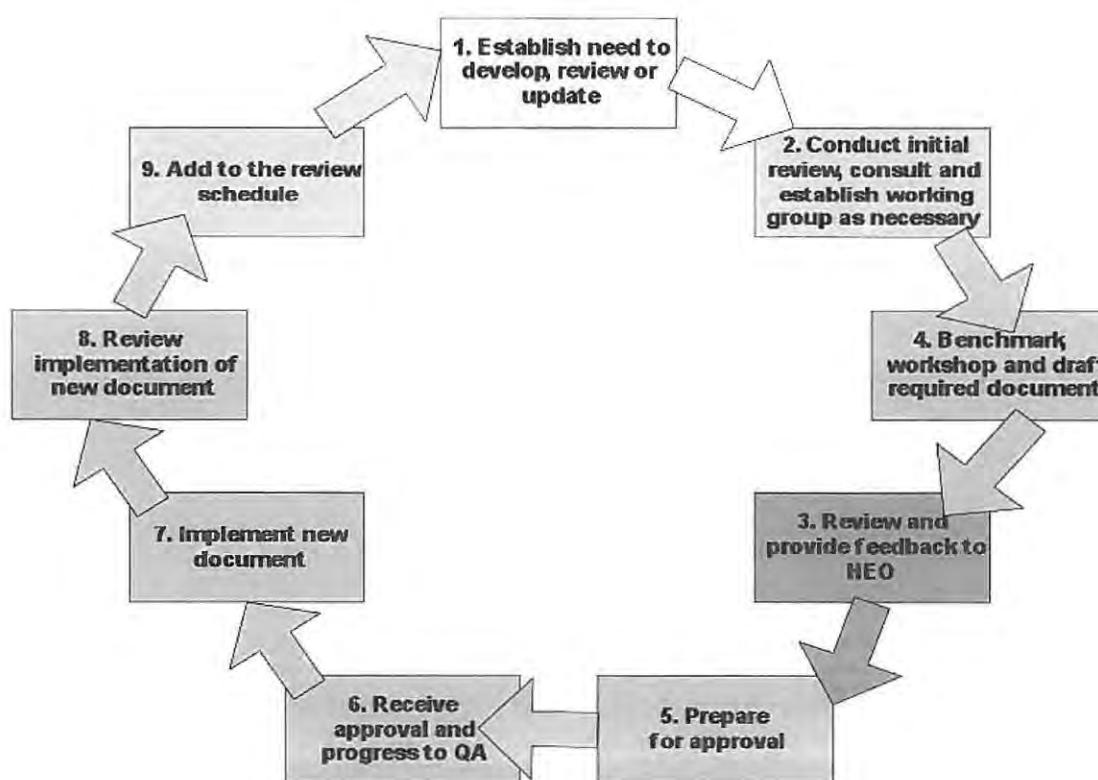 1. Establish need to
develop, review or
update
2. Conduct initial
review, consult and
establish working
group as necessary
4. Benchmark,
workshop and draft
required document
3. Review and
provide feedback to
HEO
5. Prepare
for approval
6. Receive
approval and
progress to QA
7. Implement new
document
8. Review
implementation of
new document
9. Add to the review
schedule